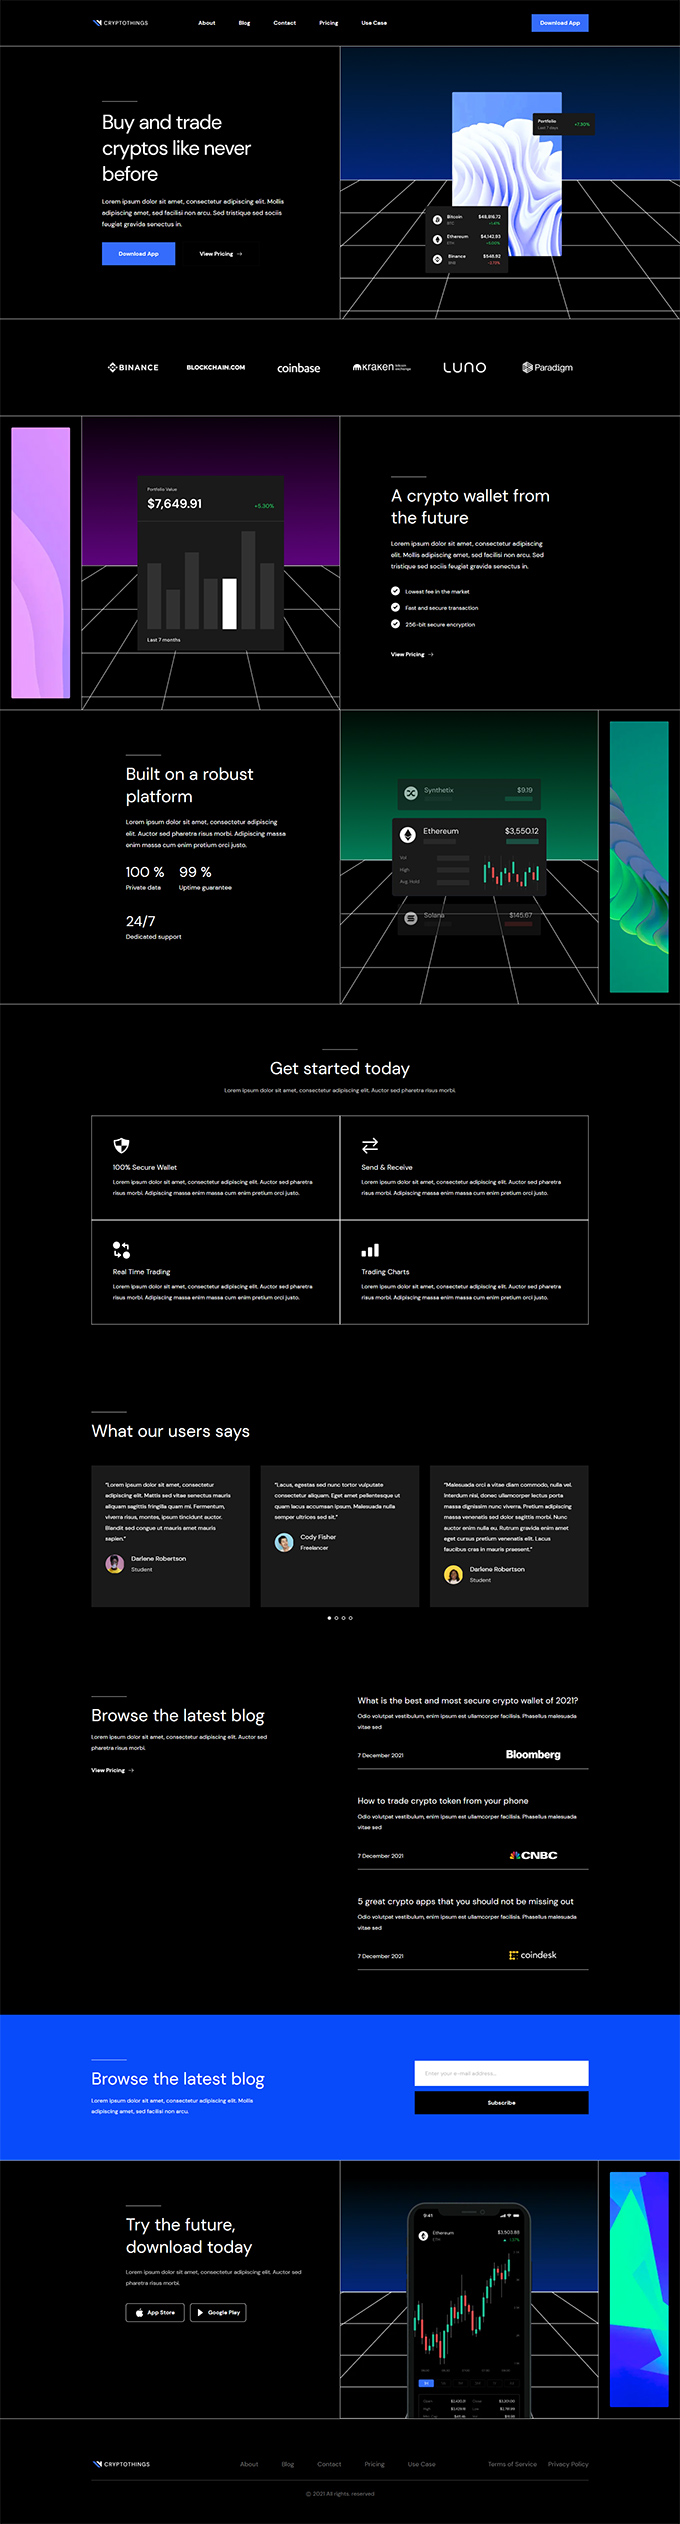 CRYPTOTHINGS
About
Blog
Contact
Pricing
Use Case
Download App
Buy and trade
cryptos like never
before
Lorem ipsum dolor sit amet, consectetur adipiscing elit. Mollis
adipiscing amet, sed facilisi non arcu. Sed tristique sed sociis
feugiat gravida senectus in.
Download App
View Pricing →
Portfolio
Last 7 days
+7.80%
Bitcoin
BTC
Ethereum
ETH
Binance
BNB
BINANCE
BLOCKCHAIN.COM
coinbase
kraken
LUNO
Paradigm
Portfolio Value
$7,649.91
+5.30%
Last 7 months
A crypto wallet from
the future
Lorem ipsum dolor sit amet, consectetur adipiscing
elit. Mollis adipiscing amet, sed facilisi non arcu. Sed
tristique sed sociis feugiat gravida senectus in.
Lowest fee in the market
Fast and secure transaction
256-bit secure encryption
View Pricing →
Built on a robust
platform
Lorem ipsum dolor sit amet, consectetur adipiscing
elit. Auctor sed pharetra risus morbi. Adipiscing massa
enim massa cum enim pretium orci justo.
100 %
Private data
99 %
Uptime guarantee
24/7
Dedicated support
Synthetix
$9.19
Ethereum
$3,550.12
Vol
High
Avg. Hold
Solana
$145.67
Get started today
Lorem ipsum dolor sit amet, consectetur adipiscing elit. Auctor sed pharetra risus morbi.
100% Secure Wallet
Lorem ipsum dolor sit amet, consectetur adipiscing elit. Auctor sed pharetra
risus morbi. Adipiscing massa enim massa cum enim pretium orci justo.
Send & Receive
Lorem ipsum dolor sit amet, consectetur adipiscing elit. Auctor sed pharetra
risus morbi. Adipiscing massa enim massa cum enim pretium orci justo.
Real Time Trading
Lorem ipsum dolor sit amet, consectetur adipiscing elit. Auctor sed pharetra
risus morbi. Adipiscing massa enim massa cum enim pretium orci justo.
Trading Charts
Lorem ipsum dolor sit amet, consectetur adipiscing elit. Auctor sed pharetra
risus morbi. Adipiscing massa enim massa cum enim pretium orci justo.
What our users says
"Lorem ipsum dolor sit amet, consectetur
adipiscing elit. Mattis sed vitae senectus mauris
aliquam sagittis fringilla quam mi. Fermentum,
viverra risus, montes, ipsum tincidunt auctor.
Blandit sed congue ut mauris amet mauris
sapien."
Darlene Robertson
Student
"Lacus, egestas sed nunc tortor vulputate
consectetur aliquam. Eget amet pellentesque ut
quam lacus accumsan ipsum. Malesuada nulla
semper ultrices sed sit."
Cody Fisher
Freelancer
"Malesuada orci a vitae diam commodo, nulla vel.
Interdum nisl, donec ullamcorper lectus porta
massa dignissim nunc viverra. Pretium adipiscing
massa venenatis sed dolor sagittis morbi. Nunc
auctor enim nulla eu. Rutrum gravida enim amet
eget cursus pretium venenatis elit. Lacus
faucibus cras in mauris praesent."
Darlene Robertson
Student
Browse the latest blog
Lorem ipsum dolor sit amet, consectetur adipiscing elit. Auctor sed
pharetra risus morbi.
View Pricing →
What is the best and most secure crypto wallet of 2021?
Odio volutpat vestibulum, enim ipsum est ullamcorper facilisis. Phasellus malesuada
vitae sed
7 December 2021
Bloomberg
How to trade crypto token from your phone
Odio volutpat vestibulum, enim ipsum est ullamcorper facilisis. Phasellus malesuada
vitae sed
7 December 2021
CNBC
5 great crypto apps that you should not be missing out
Odio volutpat vestibulum, enim ipsum est ullamcorper facilisis. Phasellus malesuada
vitae sed
7 December 2021
coindesk
Browse the latest blog
Lorem ipsum dolor sit amet, consectetur adipiscing elit. Mollis
adipiscing amet, sed facilisi non arcu.
Enter your e-mail address...
Subscribe
Try the future,
download today
Lorem ipsum dolor sit amet, consectetur adipiscing elit. Auctor sed
pharetra risus morbi.
App Store
Google Play
9:41
Ethereum
ETH
$3,503.88
CRYPTOTHINGS
About
Blog
Contact
Pricing
Use Case
Terms of Service
Privacy Policy
© 2021 All rights. reserved